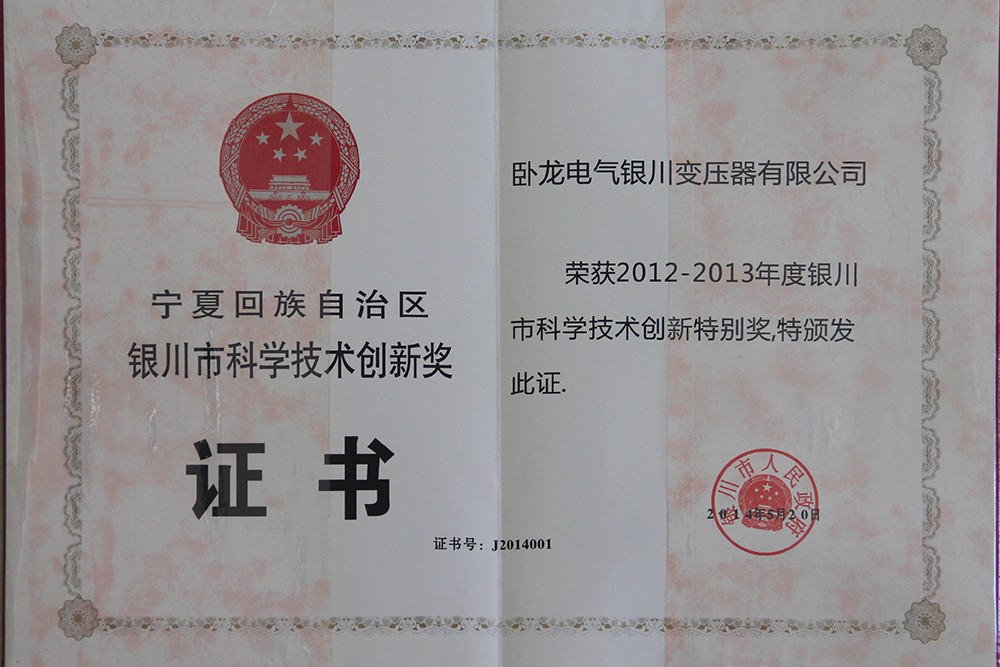 宁夏回族自治区
银川市科学技术创新奖
证书
证书号：J2014001
卧龙电气银川变压器有限公司
荣获2012-2013年度银川
市科学技术创新特别奖,特颁发
此证.
银川市人民政府
2014年5月20日